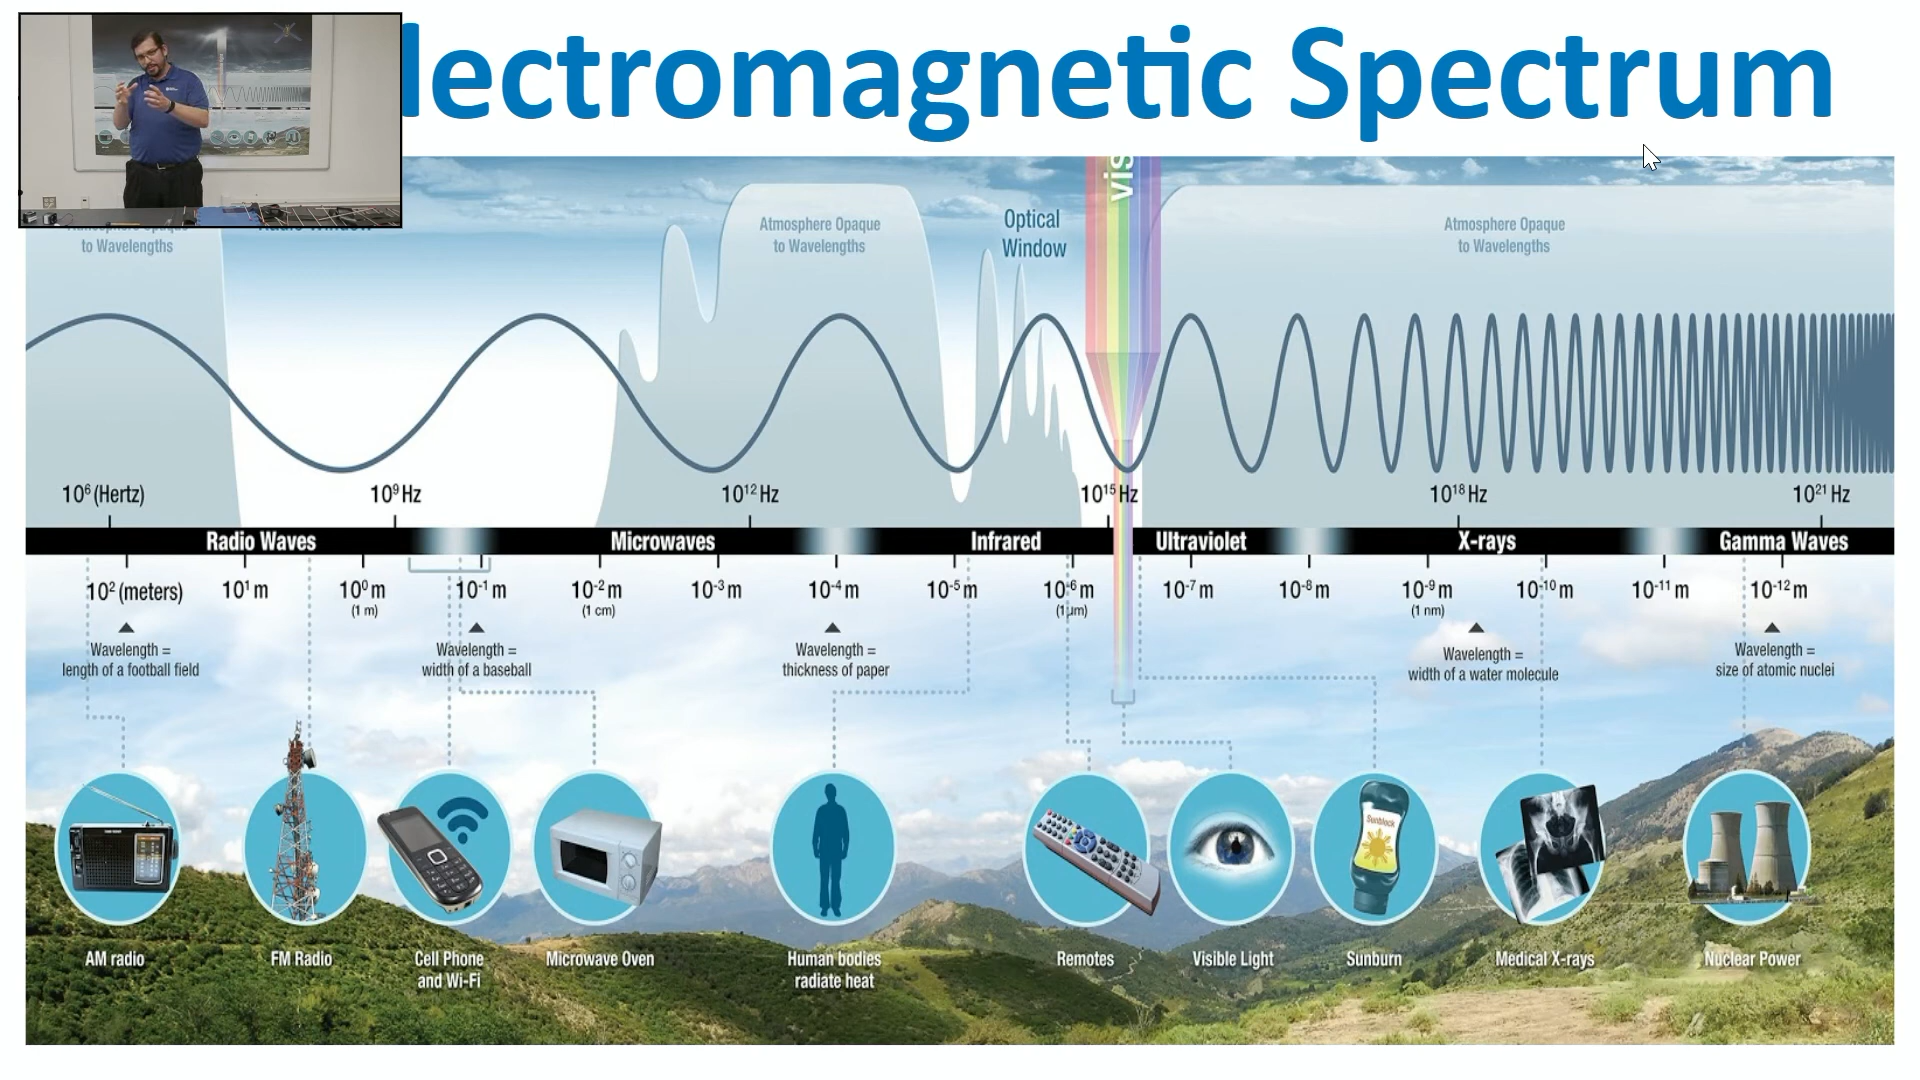 lectromagnetic Spectrum
vis
to Wavelengths
Atmosphere Opaque
to Wavelengths
Optical
Window
Atmosphere Opaque
to Wavelengths
10⁶ (Hertz)
10⁹ Hz
10¹² Hz
10¹⁵ Hz
10¹⁸ Hz
10²¹ Hz
Radio Waves
Microwaves
Infrared
Ultraviolet
X-rays
Gamma Waves
10² (meters)
10¹ m
10⁰ m
(1 m)
10⁻¹ m
10⁻² m
(1 cm)
10⁻³ m
10⁻⁴ m
10⁻⁵ m
10⁻⁶ m
(1 µm)
10⁻⁷ m
10⁻⁸ m
10⁻⁹ m
(1 nm)
10⁻¹⁰ m
10⁻¹¹ m
10⁻¹² m
Wavelength =
length of a football field
Wavelength =
width of a baseball
Wavelength =
thickness of paper
Wavelength =
width of a water molecule
Wavelength =
size of atomic nuclei
Sunblock
AM radio
FM Radio
Cell Phone
and Wi-Fi
Microwave Oven
Human bodies
radiate heat
Remotes
Visible Light
Sunburn
Medical X-rays
Nuclear Power